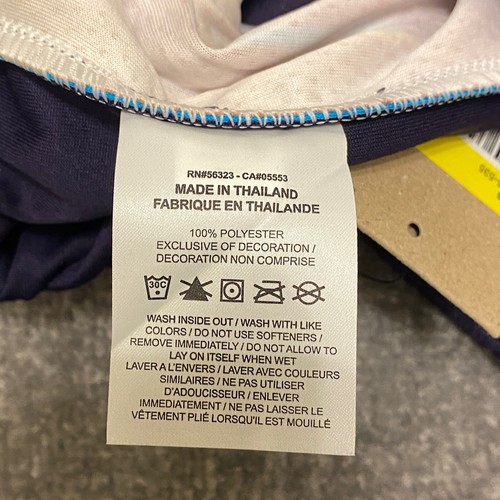 RN#56323 - CA#05553
MADE IN THAILAND
FABRIQUE EN THAILANDE
100% POLYESTER
EXCLUSIVE OF DECORATION /
DECORATION NON COMPRISE
30C
WASH INSIDE OUT / WASH WITH LIKE
COLORS / DO NOT USE SOFTENERS /
REMOVE IMMEDIATELY / DO NOT ALLOW TO
LAY ON ITSELF WHEN WET
LAVER A L'ENVERS / LAVER AVEC COULEURS
SIMILAIRES / NE PAS UTILISER
D'ADOUCISSEUR / ENLEVER
IMMEDIATEMENT / NE PAS LAISSER LE
VÊTEMENT PLIÉ LORSQU'IL EST MOUILLÉ